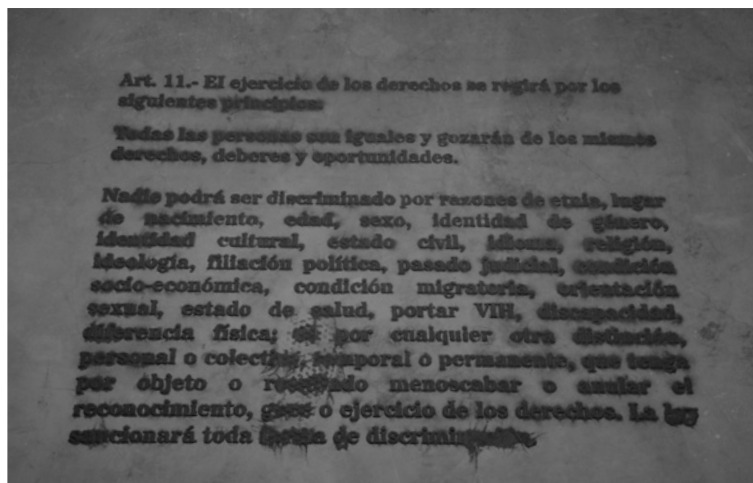 Art. 11.- El ejercicio de los derechos se regirá por los
siguientes principios:
Todas las personas son iguales y gozarán de los mismos
derechos, deberes y oportunidades.
Nadie podrá ser discriminado por razones de etnia, lugar
de nacimiento, edad, sexo, identidad de género,
identidad cultural, estado civil, idioma, religión,
ideología, filiación política, pasado judicial, condición
socio-económica, condición migratoria, orientación
sexual, estado de salud, portar VIH, discapacidad,
diferencia física; ni por cualquier otra distinción,
personal o colectiva, temporal o permanente, que tenga
por objeto o resultado menoscabar o anular el
reconocimiento, goce o ejercicio de los derechos. La ley
sancionará toda forma de discriminación.